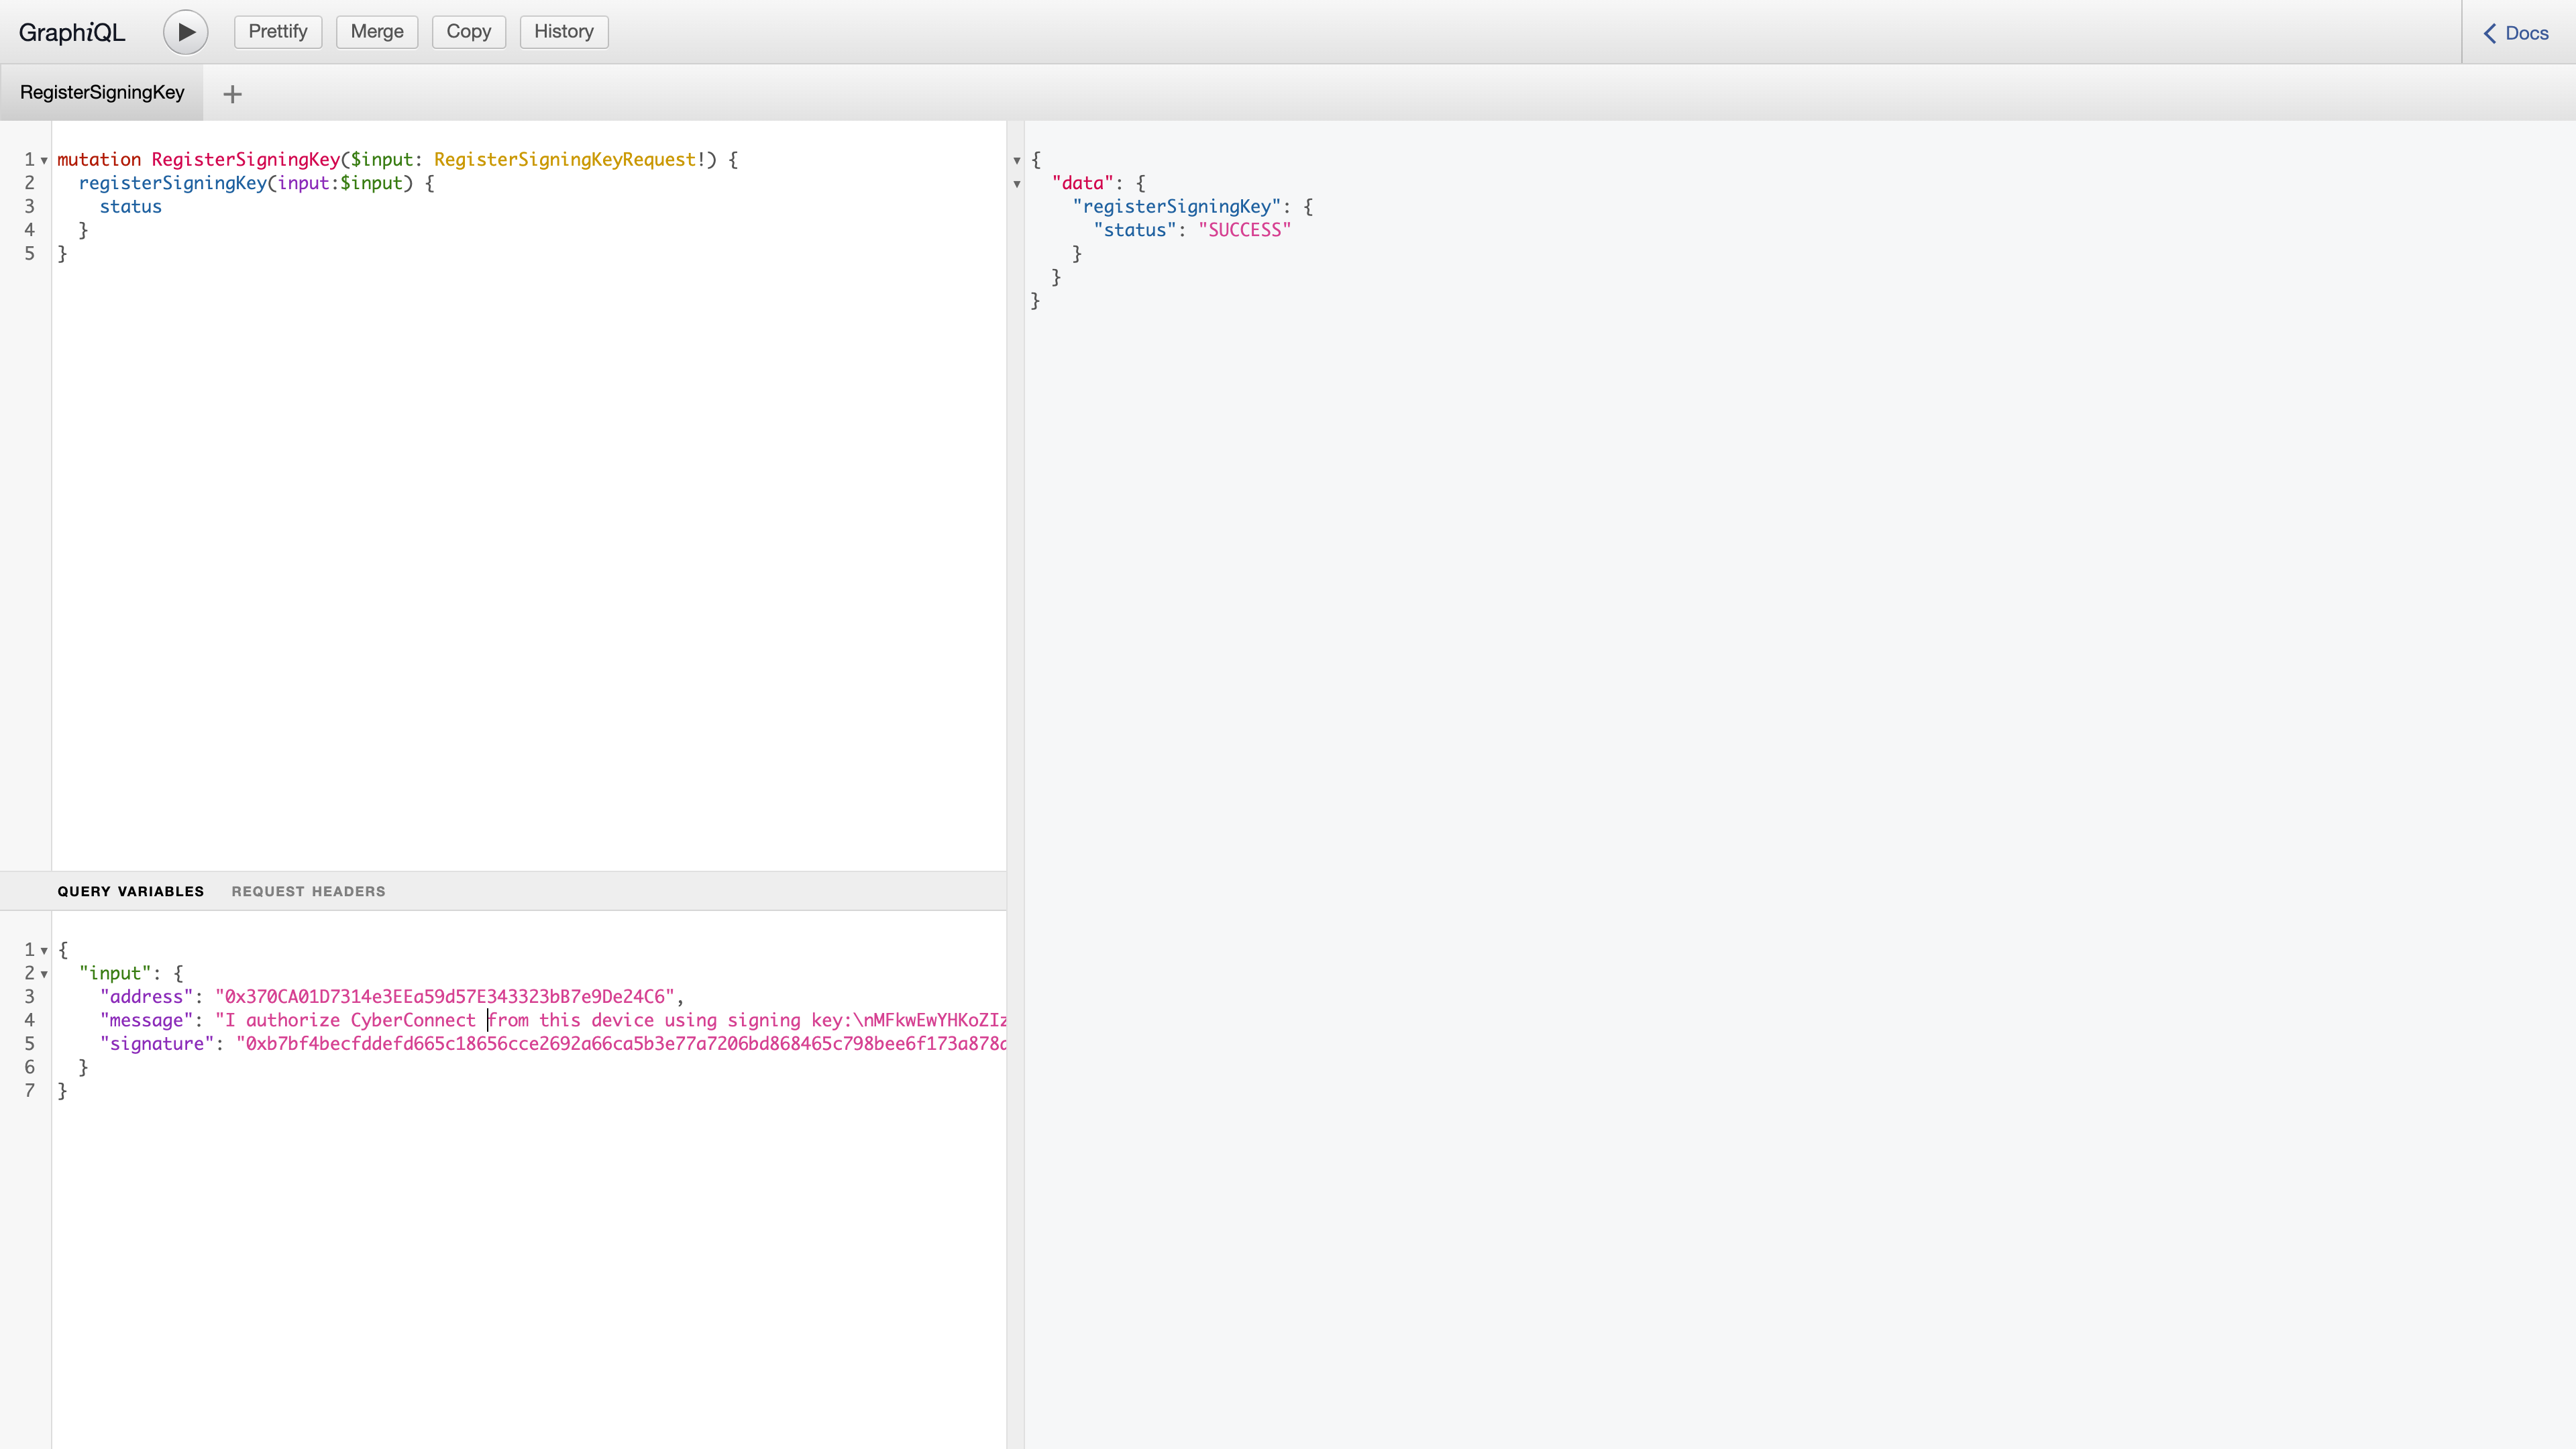 GraphiQL Prettify Merge Copy History Docs
RegisterSigningKey +
1 mutation RegisterSigningKey($input: RegisterSigningKeyRequest!) {
2 registerSigningKey(input:$input) {
3 status
4 }
5 }
QUERY VARIABLES REQUEST HEADERS
1 {
2 "input": {
3 "address": "0x370CA01D7314e3EEa59d57E343323bB7e9De24C6",
4 "message": "I authorize CyberConnect from this device using signing key:\nMFkwEwYHKoZIz
5 "signature": "0xb7bf4becfddefd665c18656cce2692a66ca5b3e77a7206bd868465c798bee6f173a878
6 }
7 }
{
"data": {
"registerSigningKey": {
"status": "SUCCESS"
}
}
}